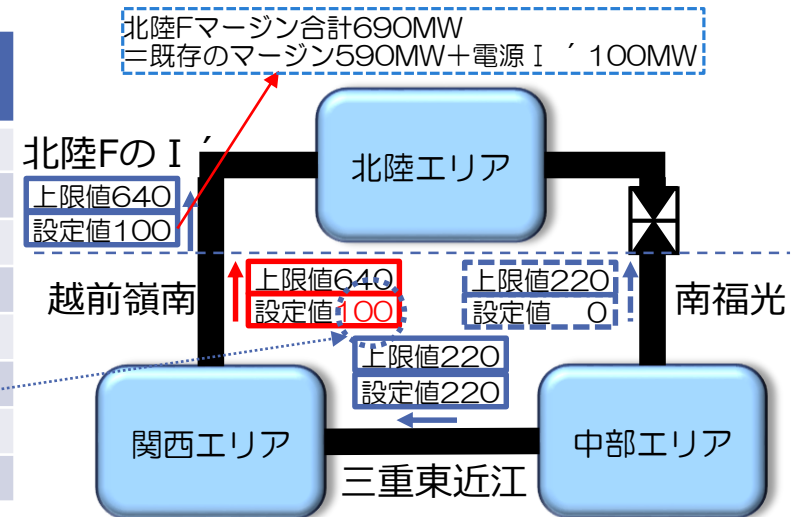 北陸Fマージン合計690MW
＝既存のマージン590MW＋電源Ⅰ´100MW
北陸FのⅠ´
上限値640
設定値100
北陸エリア
越前嶺南
上限値640
設定値100
上限値220
設定値　0
南福光
上限値220
設定値220
関西エリア
中部エリア
三重東近江